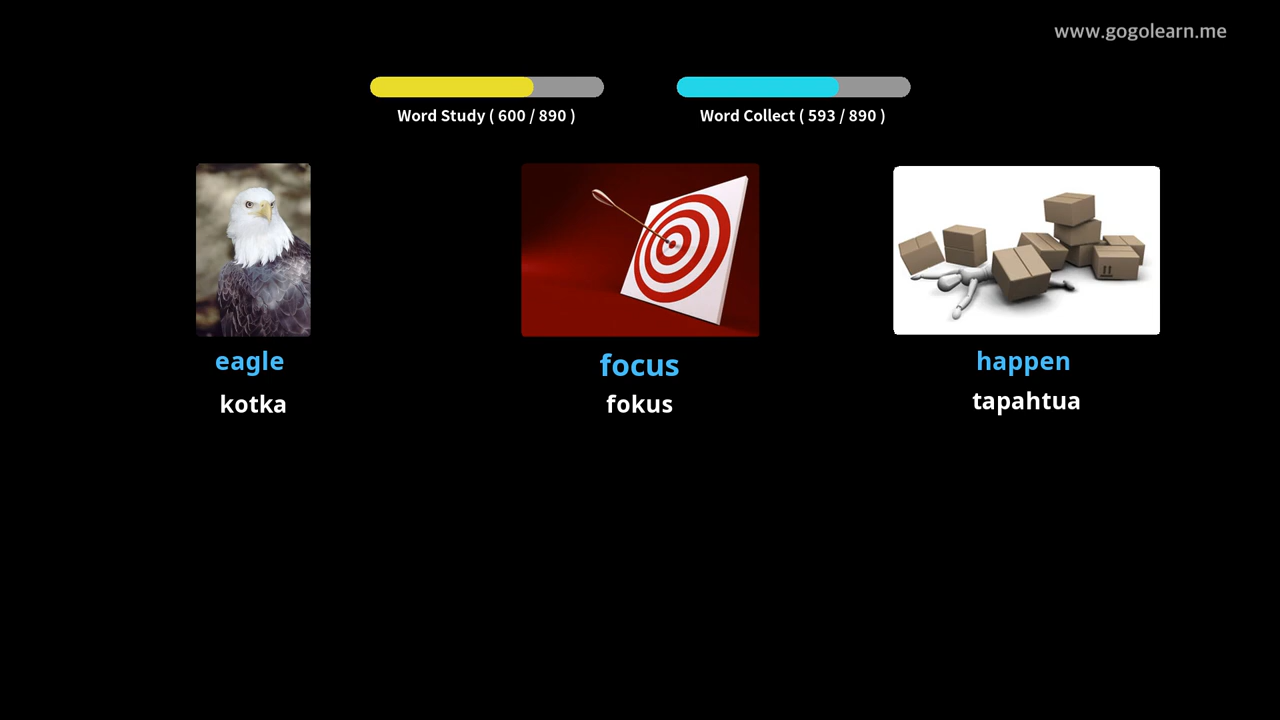 www.gogolearn.me
Word Study ( 600 / 890 )
Word Collect ( 593 / 890 )
eagle
kotka
focus
fokus
happen
tapahtua